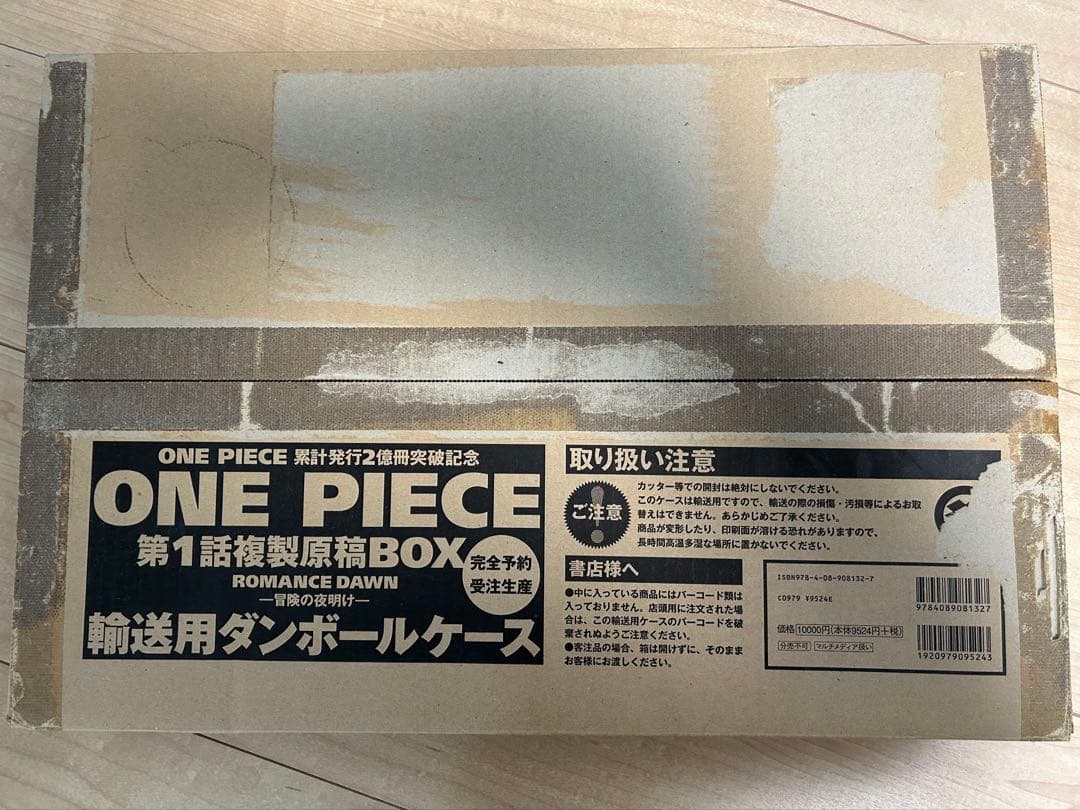 ONE PIECE 累計発行2億冊突破記念
ONE PIECE
第1話複製原稿BOX
完全予約
受注生産
ROMANCE DAWN
―冒険の夜明け―
輸送用ダンボールケース
取り扱い注意
ご注意
カッター等での開封は絶対にしないでください。
このケースは輸送用ですので、輸送の際の損傷・汚損等によるお取
替えはできません。あらかじめご了承ください。
商品が変形したり、印刷面が溶ける恐れがありますので、
長時間高温多湿な場所に置かないでください。
書店様へ
●中に入っている商品にはバーコード類は
入っておりません。店頭用に注文された場
合は、この輸送用ケースのバーコードを破
棄されぬようご注意ください。
●客注品の場合、箱は開けずに、そのまま
お客様にお渡しください。
ISBN978-4-08-908132-7
C0979 ¥9524E
価格 10000円(本体9524円+税)
分売不可 マルチメディア扱い
9784089081327
1920979095243